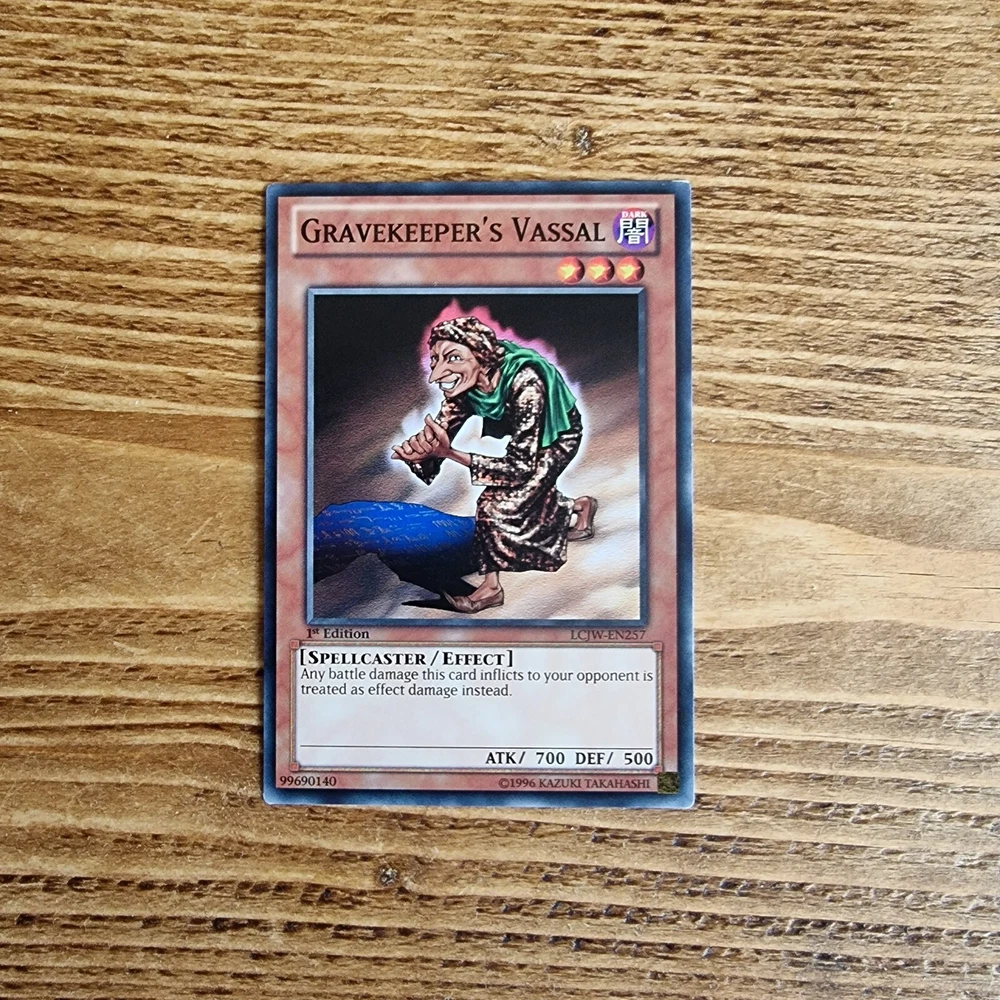 GRAVEKEEPER'S VASSAL
DARK
闇
1st Edition
LCJW-EN257
[SPELLCASTER / EFFECT]
Any battle damage this card inflicts to your opponent is
treated as effect damage instead.
ATK/ 700 DEF/ 500
99690140
©1996 KAZUKI TAKAHASHI